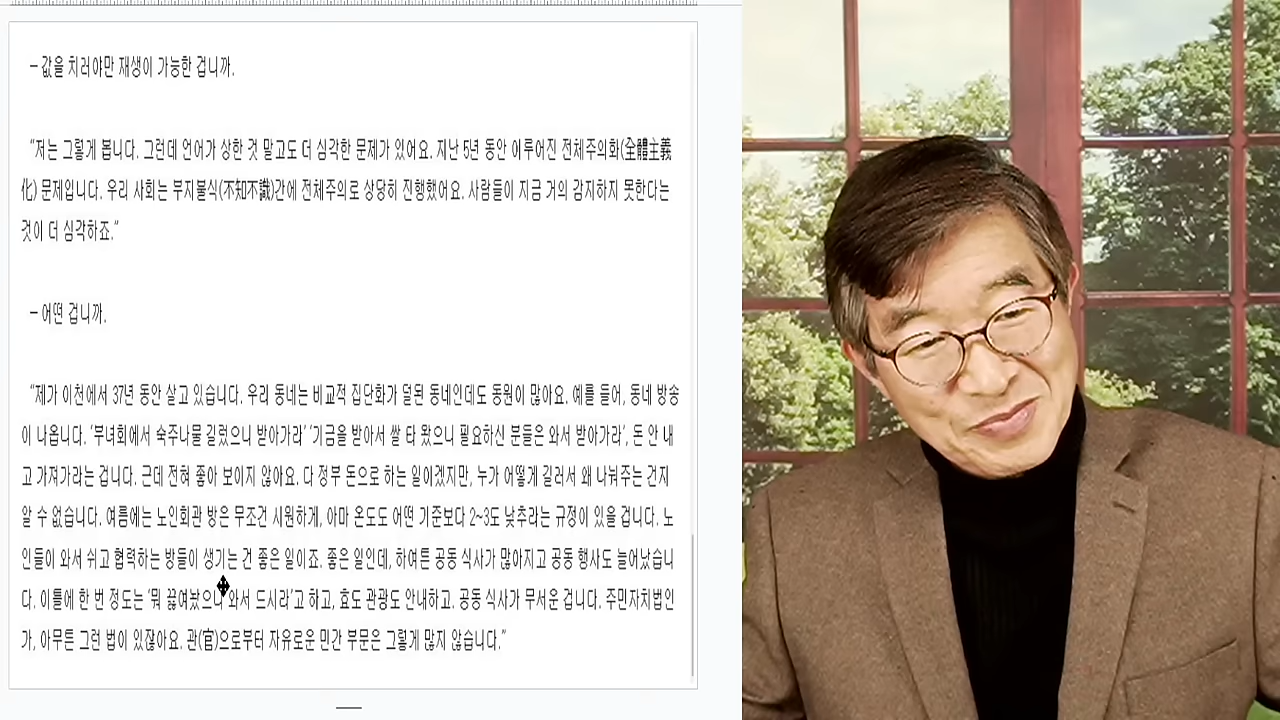 - 값을 치러야만 재생이 가능한 겁니까.
"저는 그렇게 봅니다. 그런데 언어가 상한 것 말고도 더 심각한 문제가 있어요. 지난 5년 동안 이루어진 전체주의화(全體主義
化) 문제입니다. 우리 사회는 부지불식(不知不識)간에 전체주의로 상당히 진행했어요. 사람들이 지금 거의 감지하지 못한다는
것이 더 심각하죠."
- 어떤 겁니까.
"제가 이천에서 37년 동안 살고 있습니다. 우리 동네는 비교적 집단화가 덜된 동네인데도 동원이 많아요. 예를 들어, 동네 방송
이 나옵니다. '부녀회에서 숙주나물 길렀으니 받아가라' '기금을 받아서 쌀 타 왔으니 필요하신 분들은 와서 받아가라', 돈 안 내
고 가져가라는 겁니다. 근데 전혀 좋아 보이지 않아요. 다 정부 돈으로 하는 일이겠지만, 누가 어떻게 길러서 왜 나눠주는 건지
알 수 없습니다. 여름에는 노인회관 방은 무조건 시원하게, 아마 온도도 어떤 기준보다 2~3도 낮추라는 규정이 있을 겁니다. 노
인들이 와서 쉬고 협력하는 방들이 생기는 건 좋은 일이죠. 좋은 일인데, 하여튼 공동 식사가 많아지고 공동 행사도 늘어났습니
다. 이틀에 한 번 정도는 '뭐 끓여놨으니 와서 드시라'고 하고, 효도 관광도 안내하고. 공동 식사가 무서운 겁니다. 주민자치법인
가, 아무튼 그런 법이 있잖아요. 관(官)으로부터 자유로운 민간 부문은 그렇게 많지 않습니다."